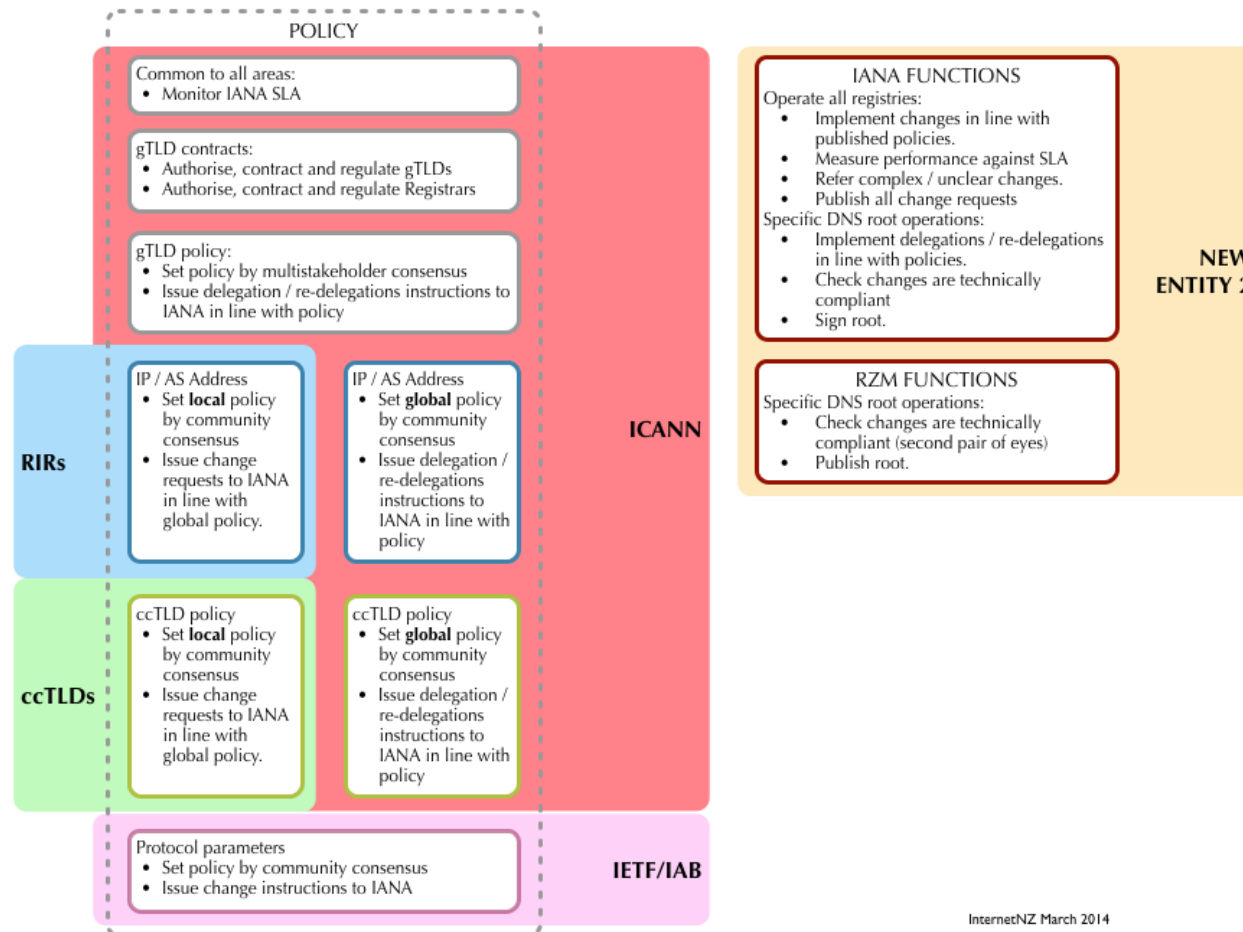 POLICY
Common to all areas:
• Monitor IANA SLA
gTLD contracts:
• Authorise, contract and regulate gTLDs
• Authorise, contract and regulate Registrars
gTLD policy:
• Set policy by multistakeholder consensus
• Issue delegation / re-delegations instructions to
IANA in line with policy
RIRs
IP / AS Address
• Set local policy
by community
consensus
• Issue change
requests to IANA
in line with
global policy.
IP / AS Address
• Set global policy
by community
consensus
• Issue delegation /
re-delegations
instructions to
IANA in line with
policy
ICANN
ccTLDs
ccTLD policy
• Set local policy
by community
consensus
• Issue change
requests to IANA
in line with
global policy.
ccTLD policy
• Set global policy
by community
consensus
• Issue delegation /
re-delegations
instructions to
IANA in line with
policy
Protocol parameters
• Set policy by community consensus
• Issue change instructions to IANA
IETF/IAB
IANA FUNCTIONS
Operate all registries:
• Implement changes in line with
published policies.
• Measure performance against SLA
• Refer complex / unclear changes.
• Publish all change requests
Specific DNS root operations:
• Implement delegations / re-delegations
in line with policies.
• Check changes are technically
compliant
• Sign root.
NEW
ENTITY 2
RZM FUNCTIONS
Specific DNS root operations:
• Check changes are technically
compliant (second pair of eyes)
• Publish root.
InternetNZ March 2014